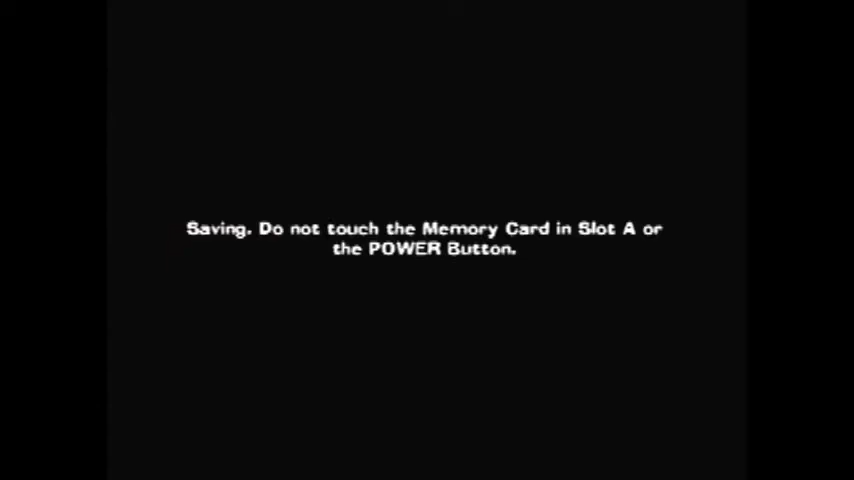 Saving. Do not touch the Memory Card in Slot A or
the POWER Button.